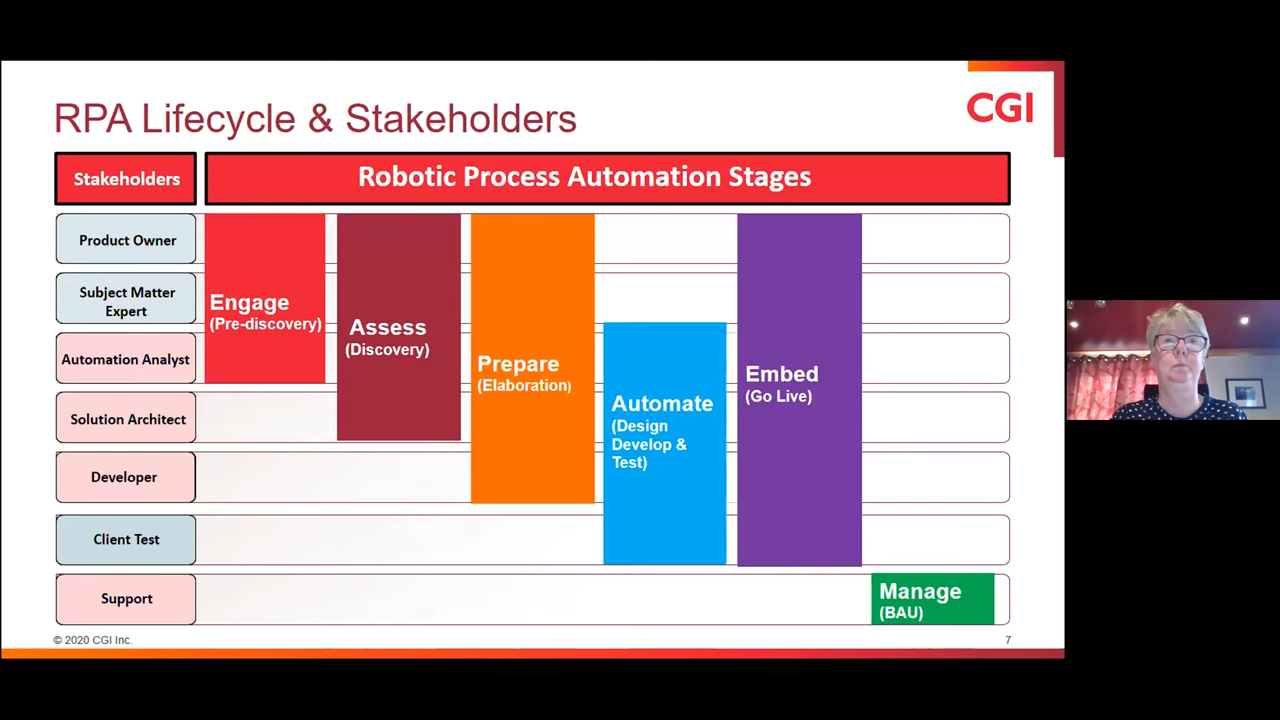 RPA Lifecycle & Stakeholders
CGI
Stakeholders
Robotic Process Automation Stages
Product Owner
Subject Matter
Expert
Automation Analyst
Solution Architect
Developer
Client Test
Support
Engage
(Pre-discovery)
Assess
(Discovery)
Prepare
(Elaboration)
Automate
(Design
Develop &
Test)
Embed
(Go Live)
Manage
(BAU)
© 2020 CGI Inc.
7